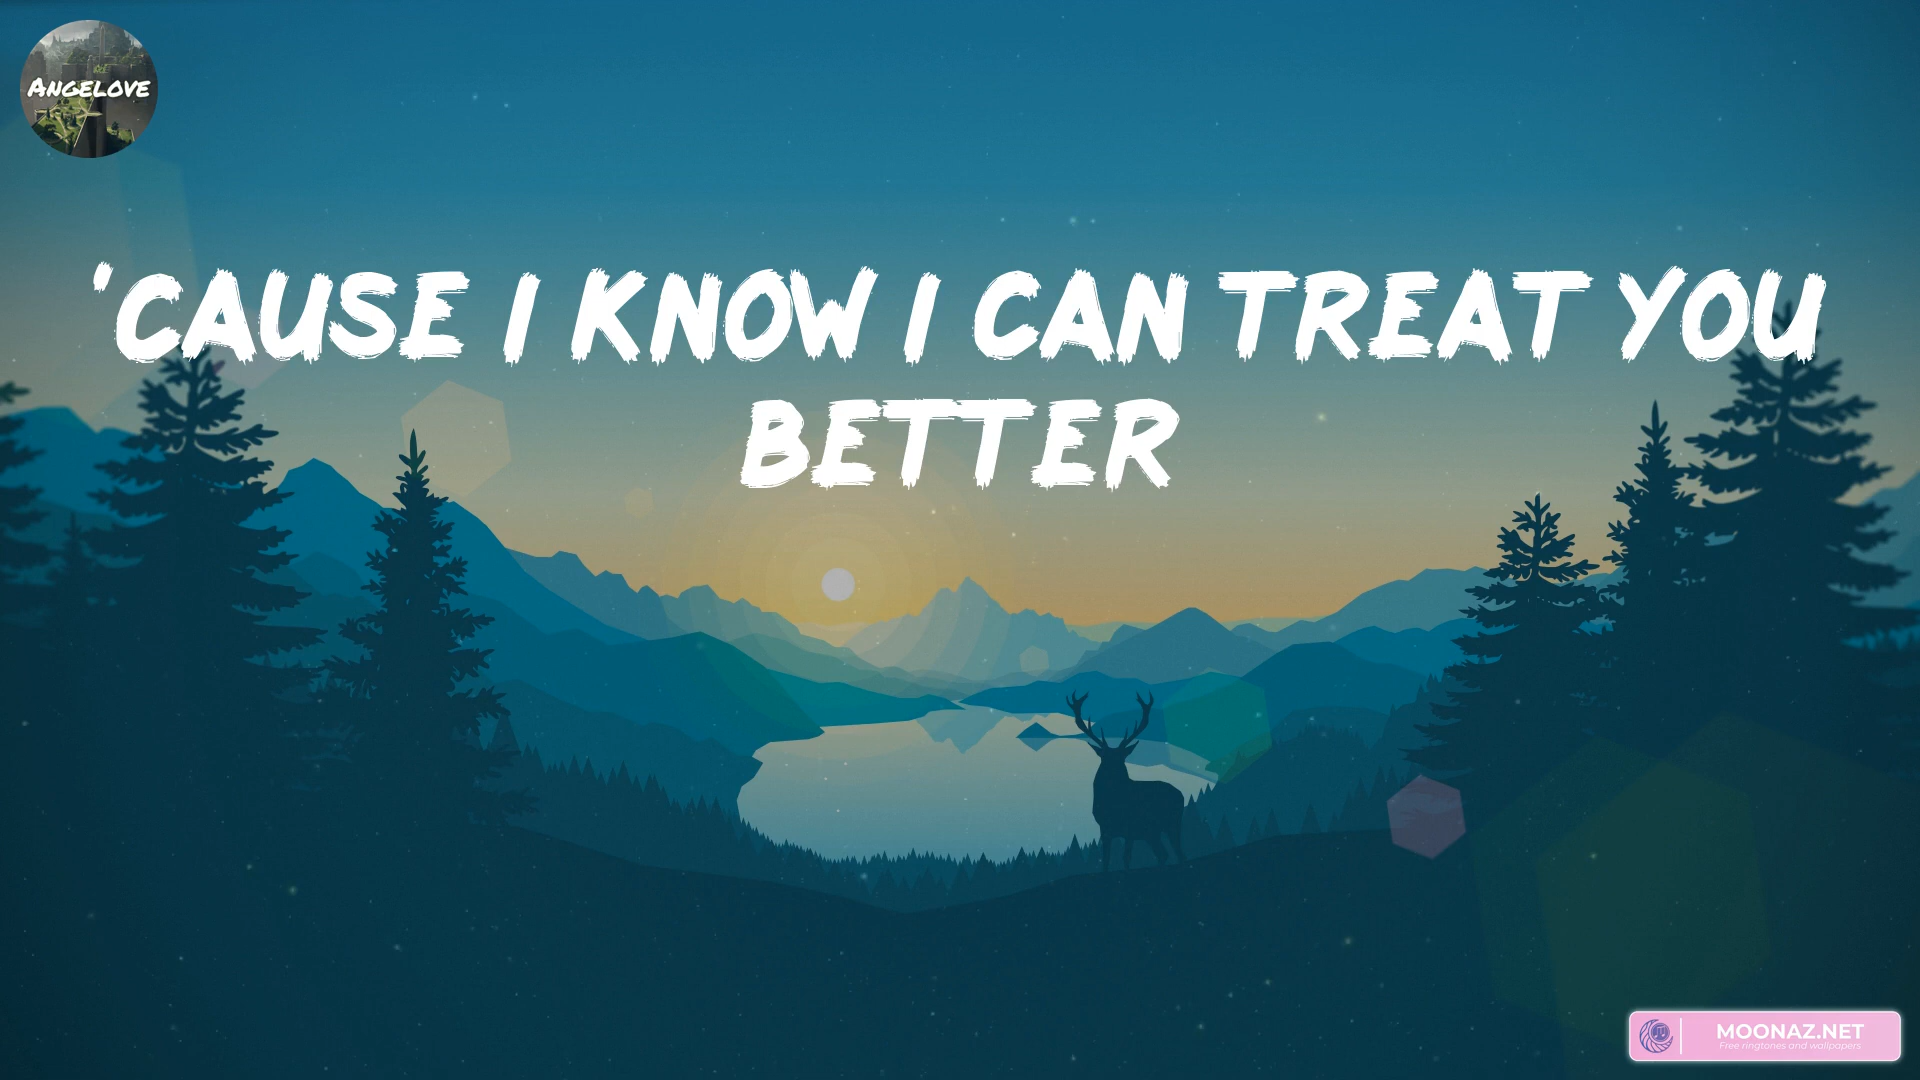 ANGELOVE
'CAUSE I KNOW I CAN TREAT YOU
BETTER
MOONAZ.NET
Free ringtones and wallpapers